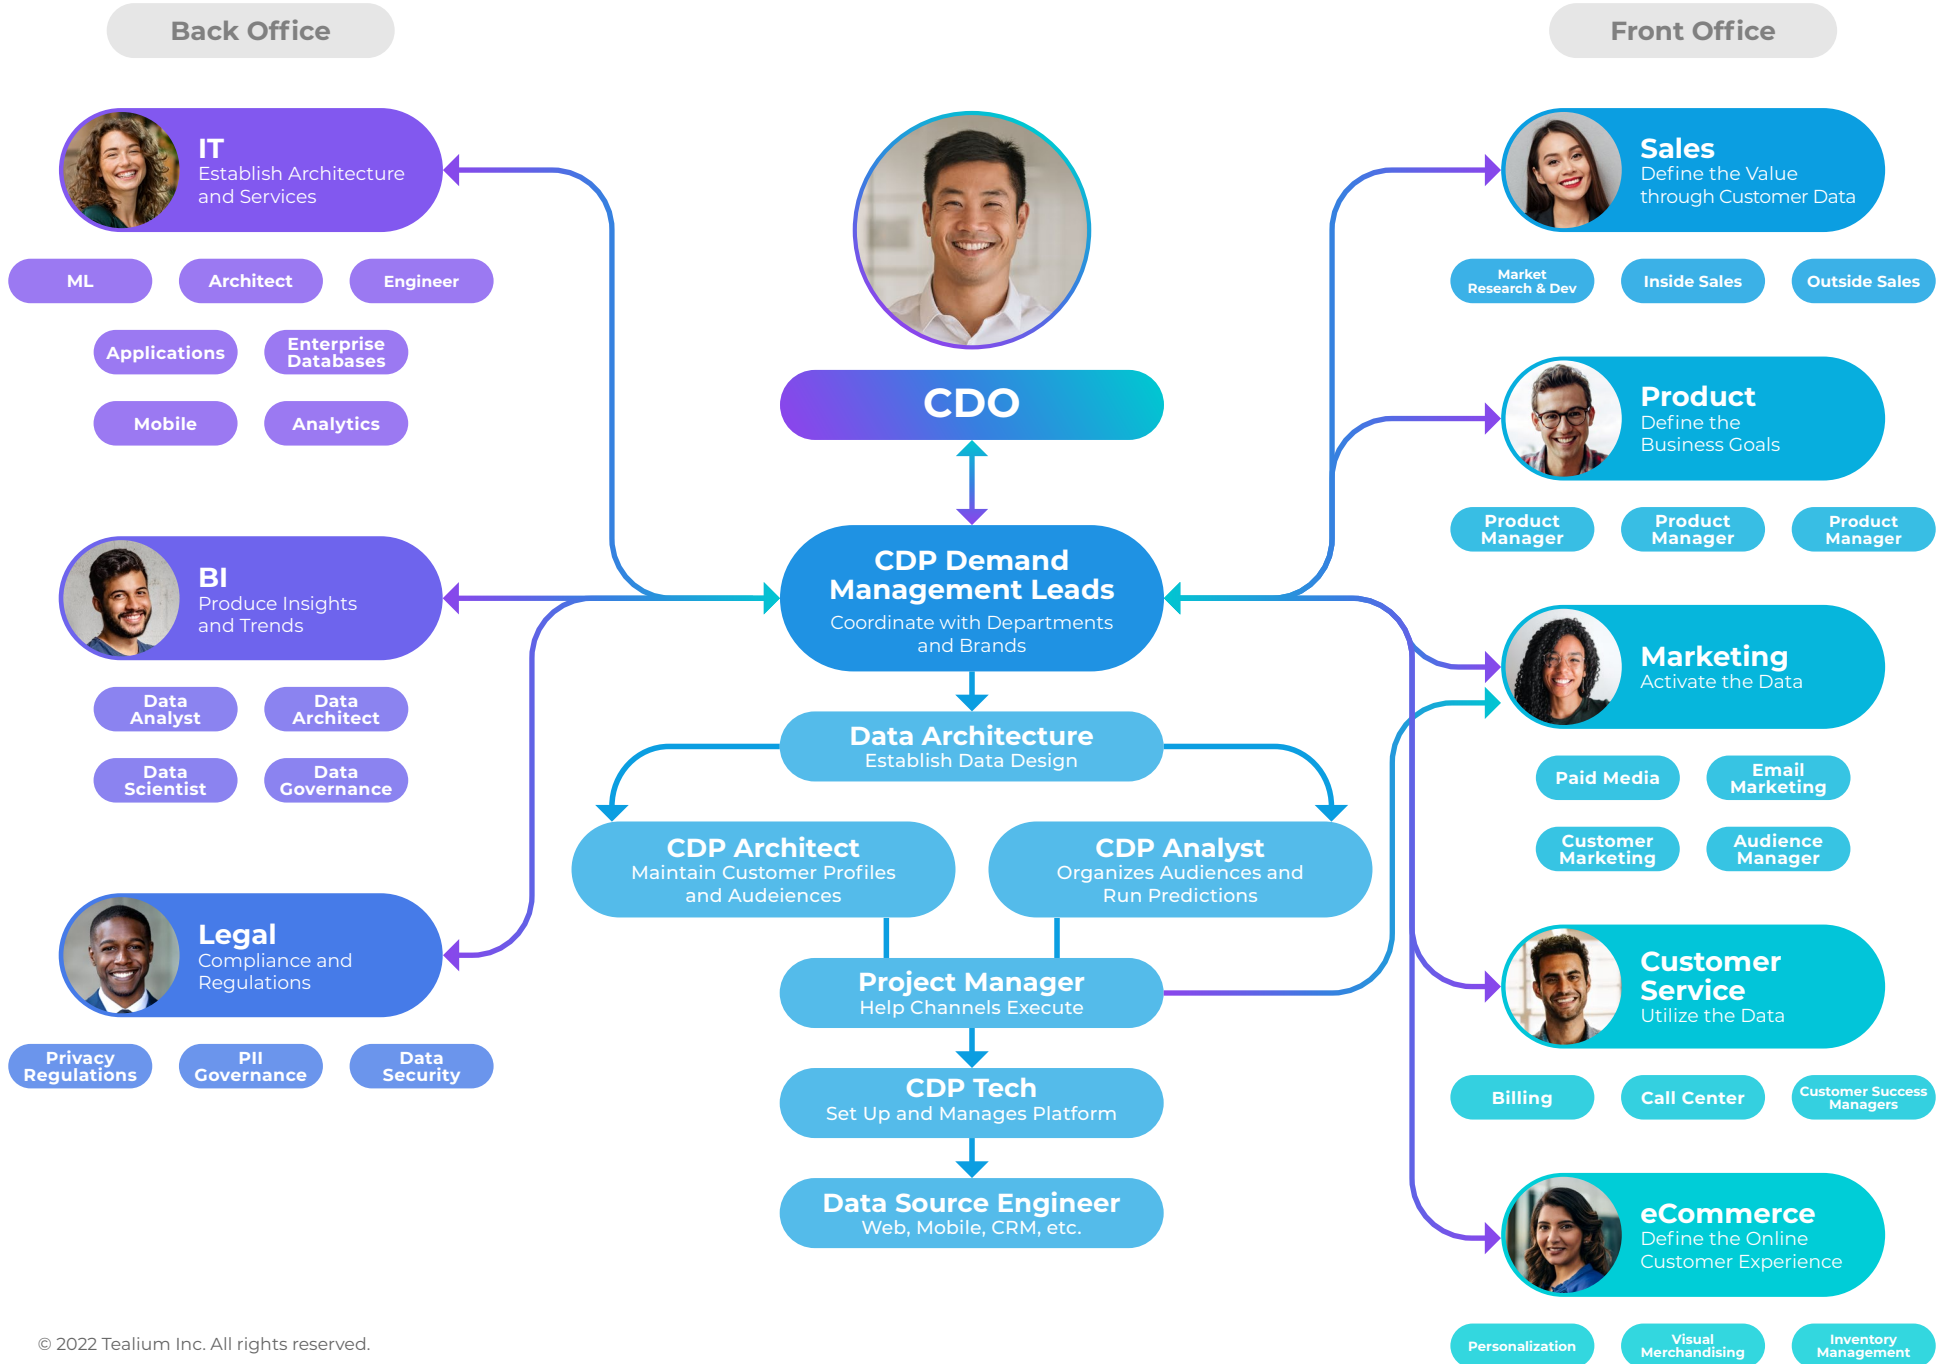 Back Office
IT
Establish Architecture
and Services
ML
Architect
Engineer
Applications
Enterprise
Databases
Mobile
Analytics
BI
Produce Insights
and Trends
Data
Analyst
Data
Architect
Data
Scientist
Data
Governance
Legal
Compliance and
Regulations
Privacy
Regulations
PII
Governance
Data
Security
CDO
CDP Demand
Management Leads
Coordinate with Departments
and Brands
Data Architecture
Establish Data Design
CDP Architect
Maintain Customer Profiles
and Audeiences
CDP Analyst
Organizes Audiences and
Run Predictions
Project Manager
Help Channels Execute
CDP Tech
Set Up and Manages Platform
Data Source Engineer
Web, Mobile, CRM, etc.
Front Office
Sales
Define the Value
through Customer Data
Market
Research & Dev
Inside Sales
Outside Sales
Product
Define the
Business Goals
Product
Manager
Product
Manager
Product
Manager
Marketing
Activate the Data
Paid Media
Email
Marketing
Customer
Marketing
Audience
Manager
Customer
Service
Utilize the Data
Billing
Call Center
Customer Success
Managers
eCommerce
Define the Online
Customer Experience
Personalization
Visual
Merchandising
Inventory
Management
© 2022 Tealium Inc. All rights reserved.